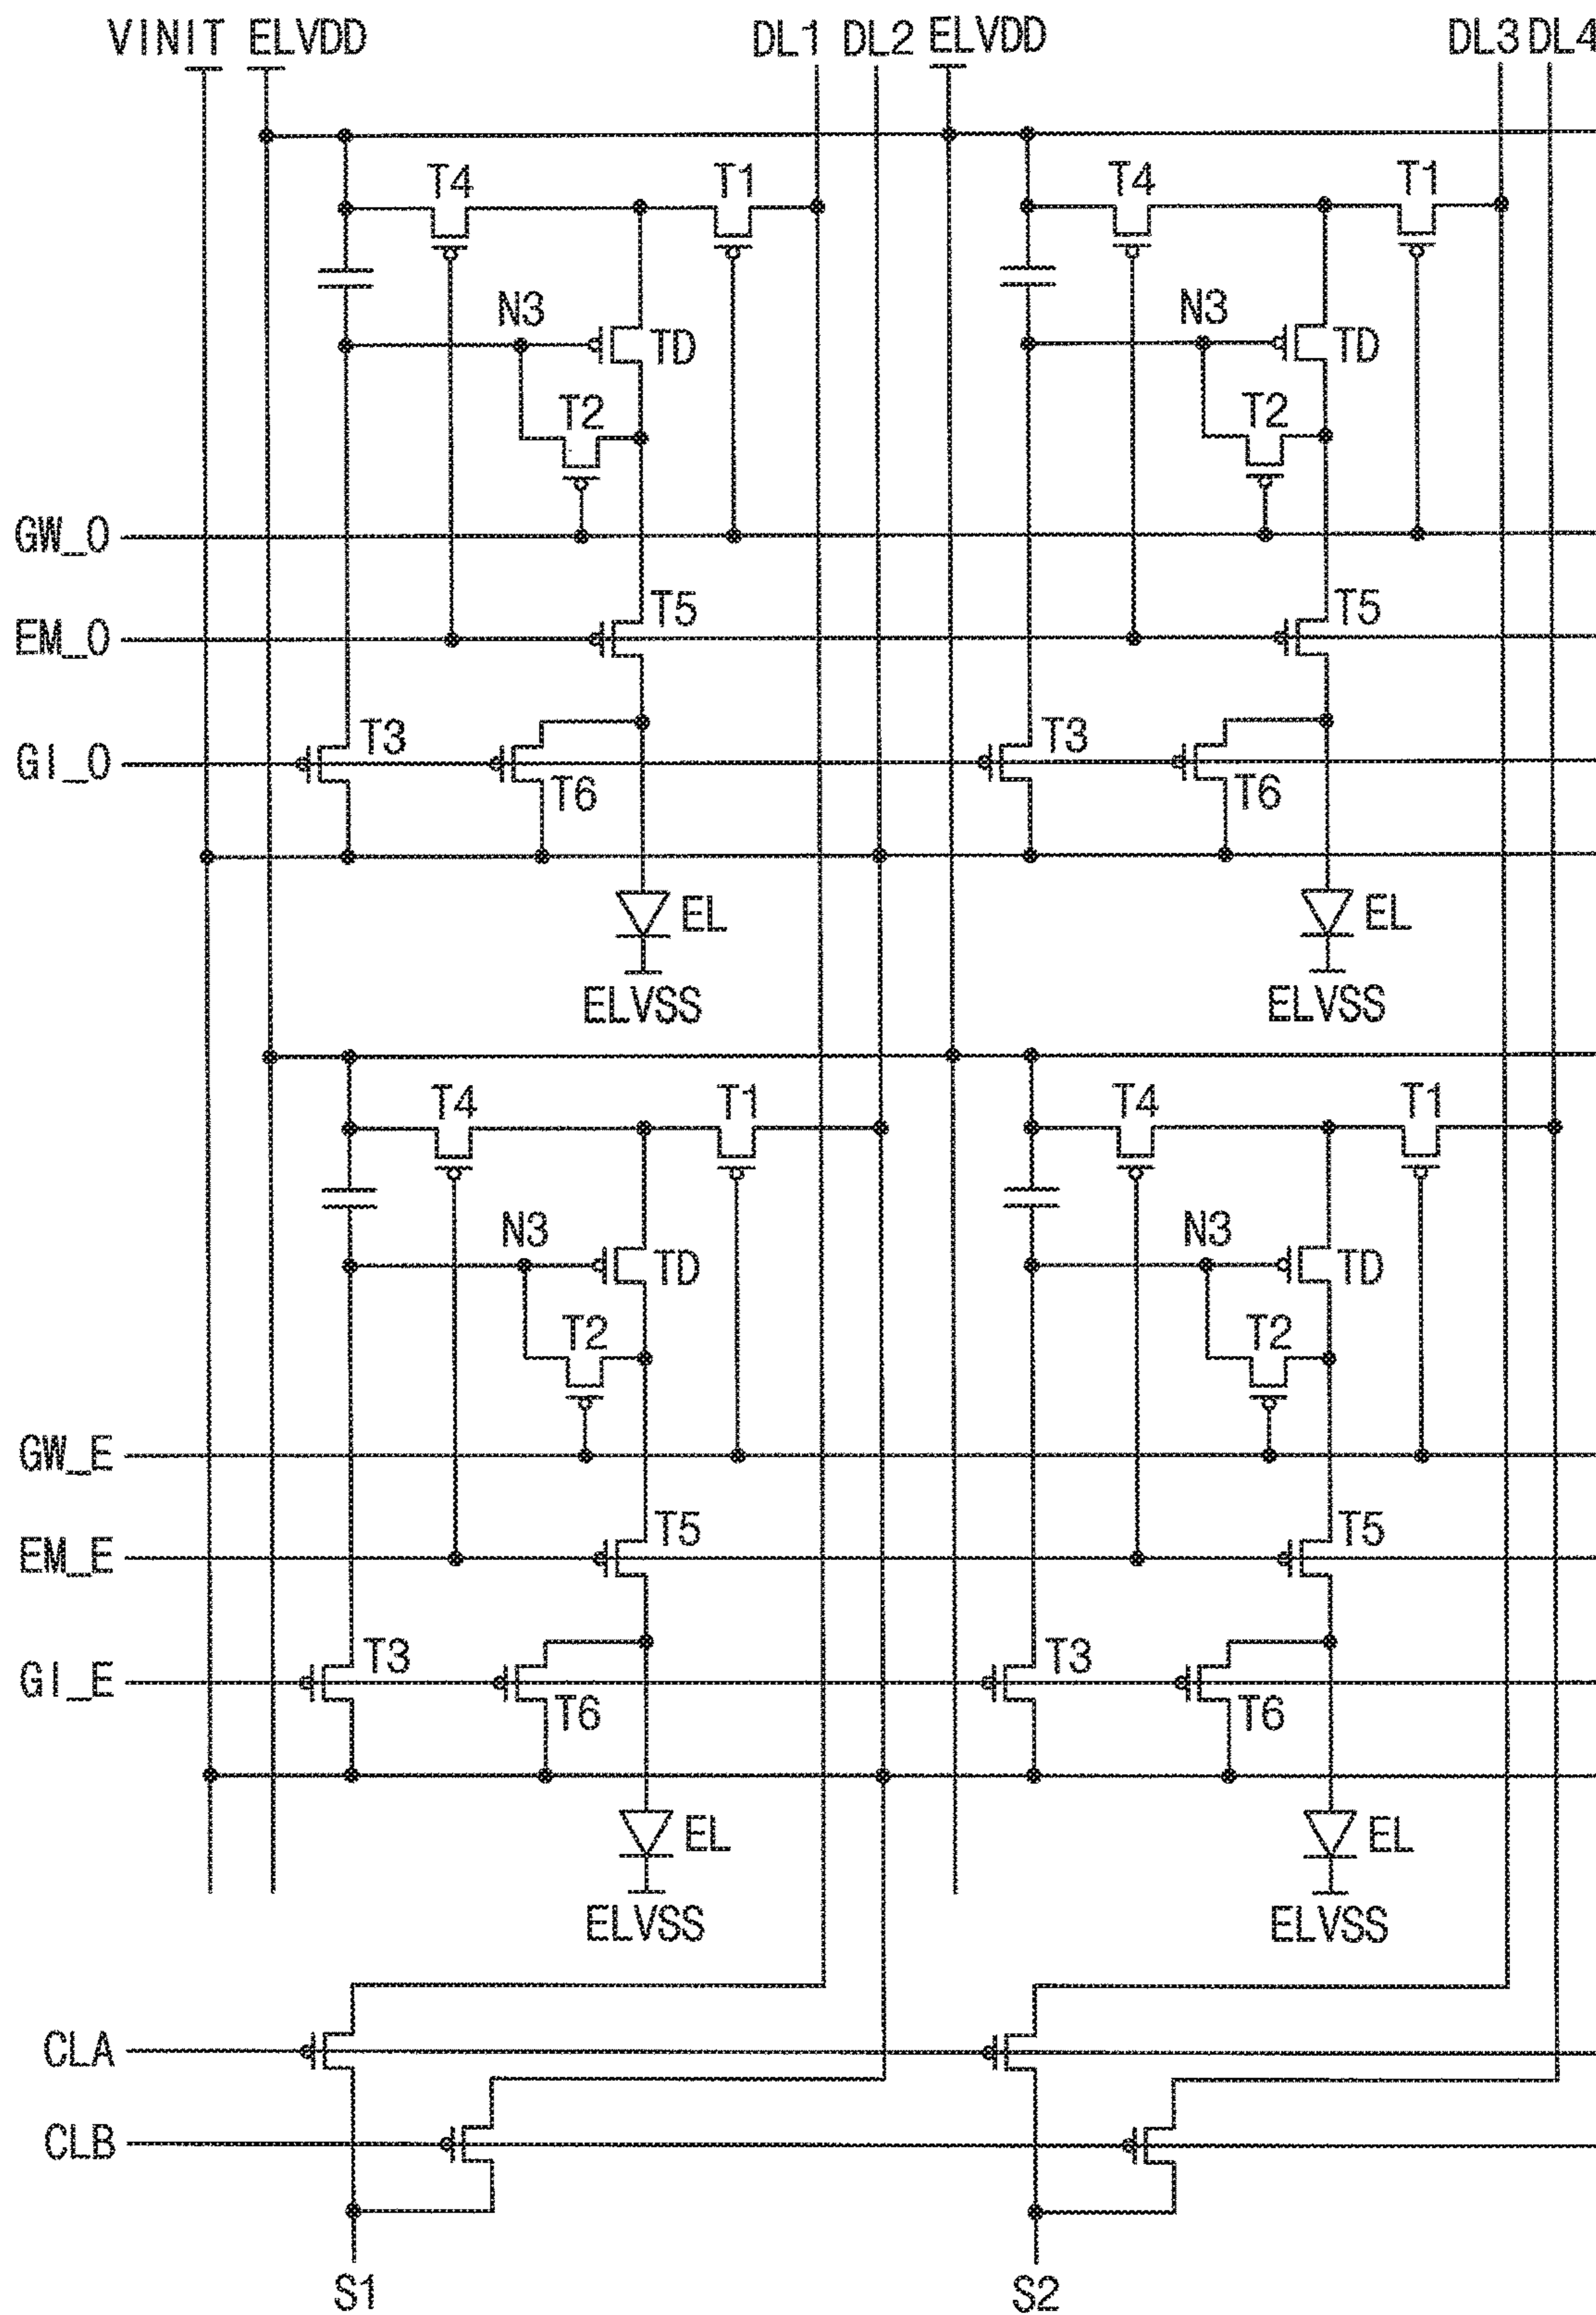 VINIT ELVDD DL1 DL2 ELVDD DL3 DL4
T4 T1 T4 T1
N3 TD N3 TD
T2 T2
GW_O
T5 T5
EM_O
T3 T3
GI_O
T6 T6
EL EL
ELVSS ELVSS
T4 T1 T4 T1
N3 TD N3 TD
T2 T2
GW_E
T5 T5
EM_E
T3 T3
GI_E
T6 T6
EL EL
ELVSS ELVSS
CLA
CLB
S1 S2